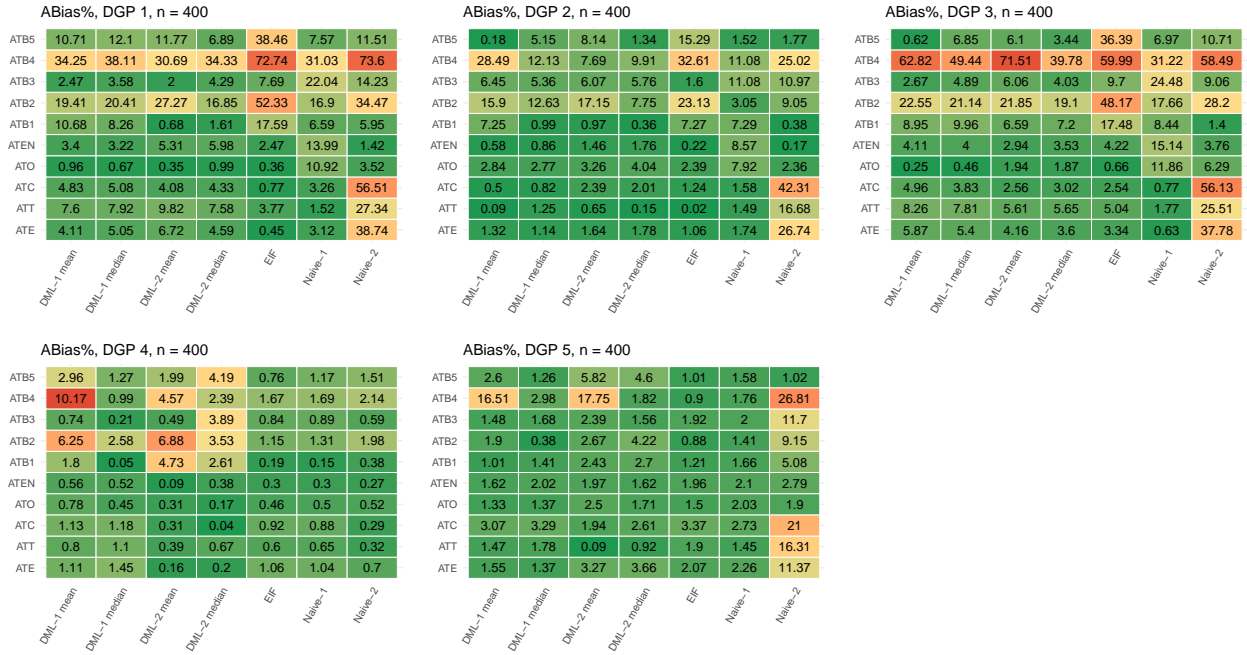 ABias%, DGP 1, n = 400
ATB5 10.71 12.1 11.77 6.89 38.46 7.57 11.51
ATB4 34.25 38.11 30.69 34.33 72.74 31.03 73.6
ATB3 2.47 3.58 2 4.29 7.69 22.04 14.23
ATB2 19.41 20.41 27.27 16.85 52.33 16.9 34.47
ATB1 10.68 8.26 0.68 1.61 17.59 6.59 5.95
ATEN 3.4 3.22 5.31 5.98 2.47 13.99 1.42
ATO 0.96 0.67 0.35 0.99 0.36 10.92 3.52
ATC 4.83 5.08 4.08 4.33 0.77 3.26 56.51
ATT 7.6 7.92 9.82 7.58 3.77 1.52 27.34
ATE 4.11 5.05 6.72 4.59 0.45 3.12 38.74
DML−1 mean DML−1 median DML−2 mean DML−2 median EIF Naive−1 Naive−2
ABias%, DGP 2, n = 400
ATB5 0.18 5.15 8.14 1.34 15.29 1.52 1.77
ATB4 28.49 12.13 7.69 9.91 32.61 11.08 25.02
ATB3 6.45 5.36 6.07 5.76 1.6 11.08 10.97
ATB2 15.9 12.63 17.15 7.75 23.13 3.05 9.05
ATB1 7.25 0.99 0.97 0.36 7.27 7.29 0.38
ATEN 0.58 0.86 1.46 1.76 0.22 8.57 0.17
ATO 2.84 2.77 3.26 4.04 2.39 7.92 2.36
ATC 0.5 0.82 2.39 2.01 1.24 1.58 42.31
ATT 0.09 1.25 0.65 0.15 0.02 1.49 16.68
ATE 1.32 1.14 1.64 1.78 1.06 1.74 26.74
DML−1 mean DML−1 median DML−2 mean DML−2 median EIF Naive−1 Naive−2
ABias%, DGP 3, n = 400
ATB5 0.62 6.85 6.1 3.44 36.39 6.97 10.71
ATB4 62.82 49.44 71.51 39.78 59.99 31.22 58.49
ATB3 2.67 4.89 6.06 4.03 9.7 24.48 9.06
ATB2 22.55 21.14 21.85 19.1 48.17 17.66 28.2
ATB1 8.95 9.96 6.59 7.2 17.48 8.44 1.4
ATEN 4.11 4 2.94 3.53 4.22 15.14 3.76
ATO 0.25 0.46 1.94 1.87 0.66 11.86 6.29
ATC 4.96 3.83 2.56 3.02 2.54 0.77 56.13
ATT 8.26 7.81 5.61 5.65 5.04 1.77 25.51
ATE 5.87 5.4 4.16 3.6 3.34 0.63 37.78
DML−1 mean DML−1 median DML−2 mean DML−2 median EIF Naive−1 Naive−2
ABias%, DGP 4, n = 400
ATB5 2.96 1.27 1.99 4.19 0.76 1.17 1.51
ATB4 10.17 0.99 4.57 2.39 1.67 1.69 2.14
ATB3 0.74 0.21 0.49 3.89 0.84 0.89 0.59
ATB2 6.25 2.58 6.88 3.53 1.15 1.31 1.98
ATB1 1.8 0.05 4.73 2.61 0.19 0.15 0.38
ATEN 0.56 0.52 0.09 0.38 0.3 0.3 0.27
ATO 0.78 0.45 0.31 0.17 0.46 0.5 0.52
ATC 1.13 1.18 0.31 0.04 0.92 0.88 0.29
ATT 0.8 1.1 0.39 0.67 0.6 0.65 0.32
ATE 1.11 1.45 0.16 0.2 1.06 1.04 0.7
DML−1 mean DML−1 median DML−2 mean DML−2 median EIF Naive−1 Naive−2
ABias%, DGP 5, n = 400
ATB5 2.6 1.26 5.82 4.6 1.01 1.58 1.02
ATB4 16.51 2.98 17.75 1.82 0.9 1.76 26.81
ATB3 1.48 1.68 2.39 1.56 1.92 2 11.7
ATB2 1.9 0.38 2.67 4.22 0.88 1.41 9.15
ATB1 1.01 1.41 2.43 2.7 1.21 1.66 5.08
ATEN 1.62 2.02 1.97 1.62 1.96 2.1 2.79
ATO 1.33 1.37 2.5 1.71 1.5 2.03 1.9
ATC 3.07 3.29 1.94 2.61 3.37 2.73 21
ATT 1.47 1.78 0.09 0.92 1.9 1.45 16.31
ATE 1.55 1.37 3.27 3.66 2.07 2.26 11.37
DML−1 mean DML−1 median DML−2 mean DML−2 median EIF Naive−1 Naive−2